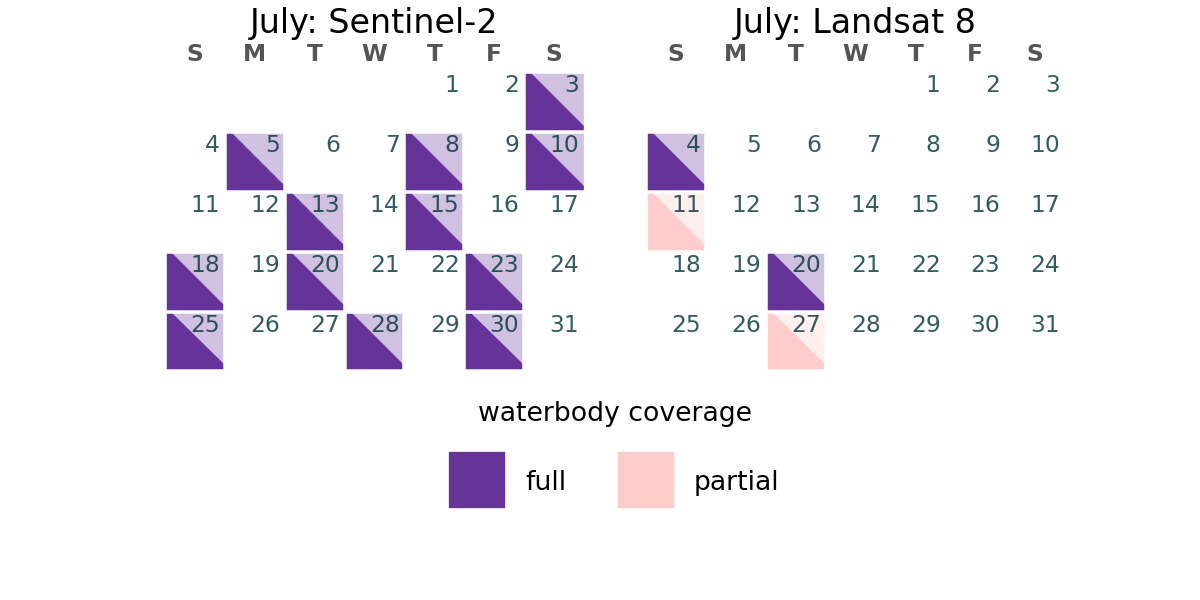 July: Sentinel-2
S M T W T F S
1 2 3
4 5 6 7 8 9 10
11 12 13 14 15 16 17
18 19 20 21 22 23 24
25 26 27 28 29 30 31
July: Landsat 8
S M T W T F S
1 2 3
4 5 6 7 8 9 10
11 12 13 14 15 16 17
18 19 20 21 22 23 24
25 26 27 28 29 30 31
waterbody coverage
full partial